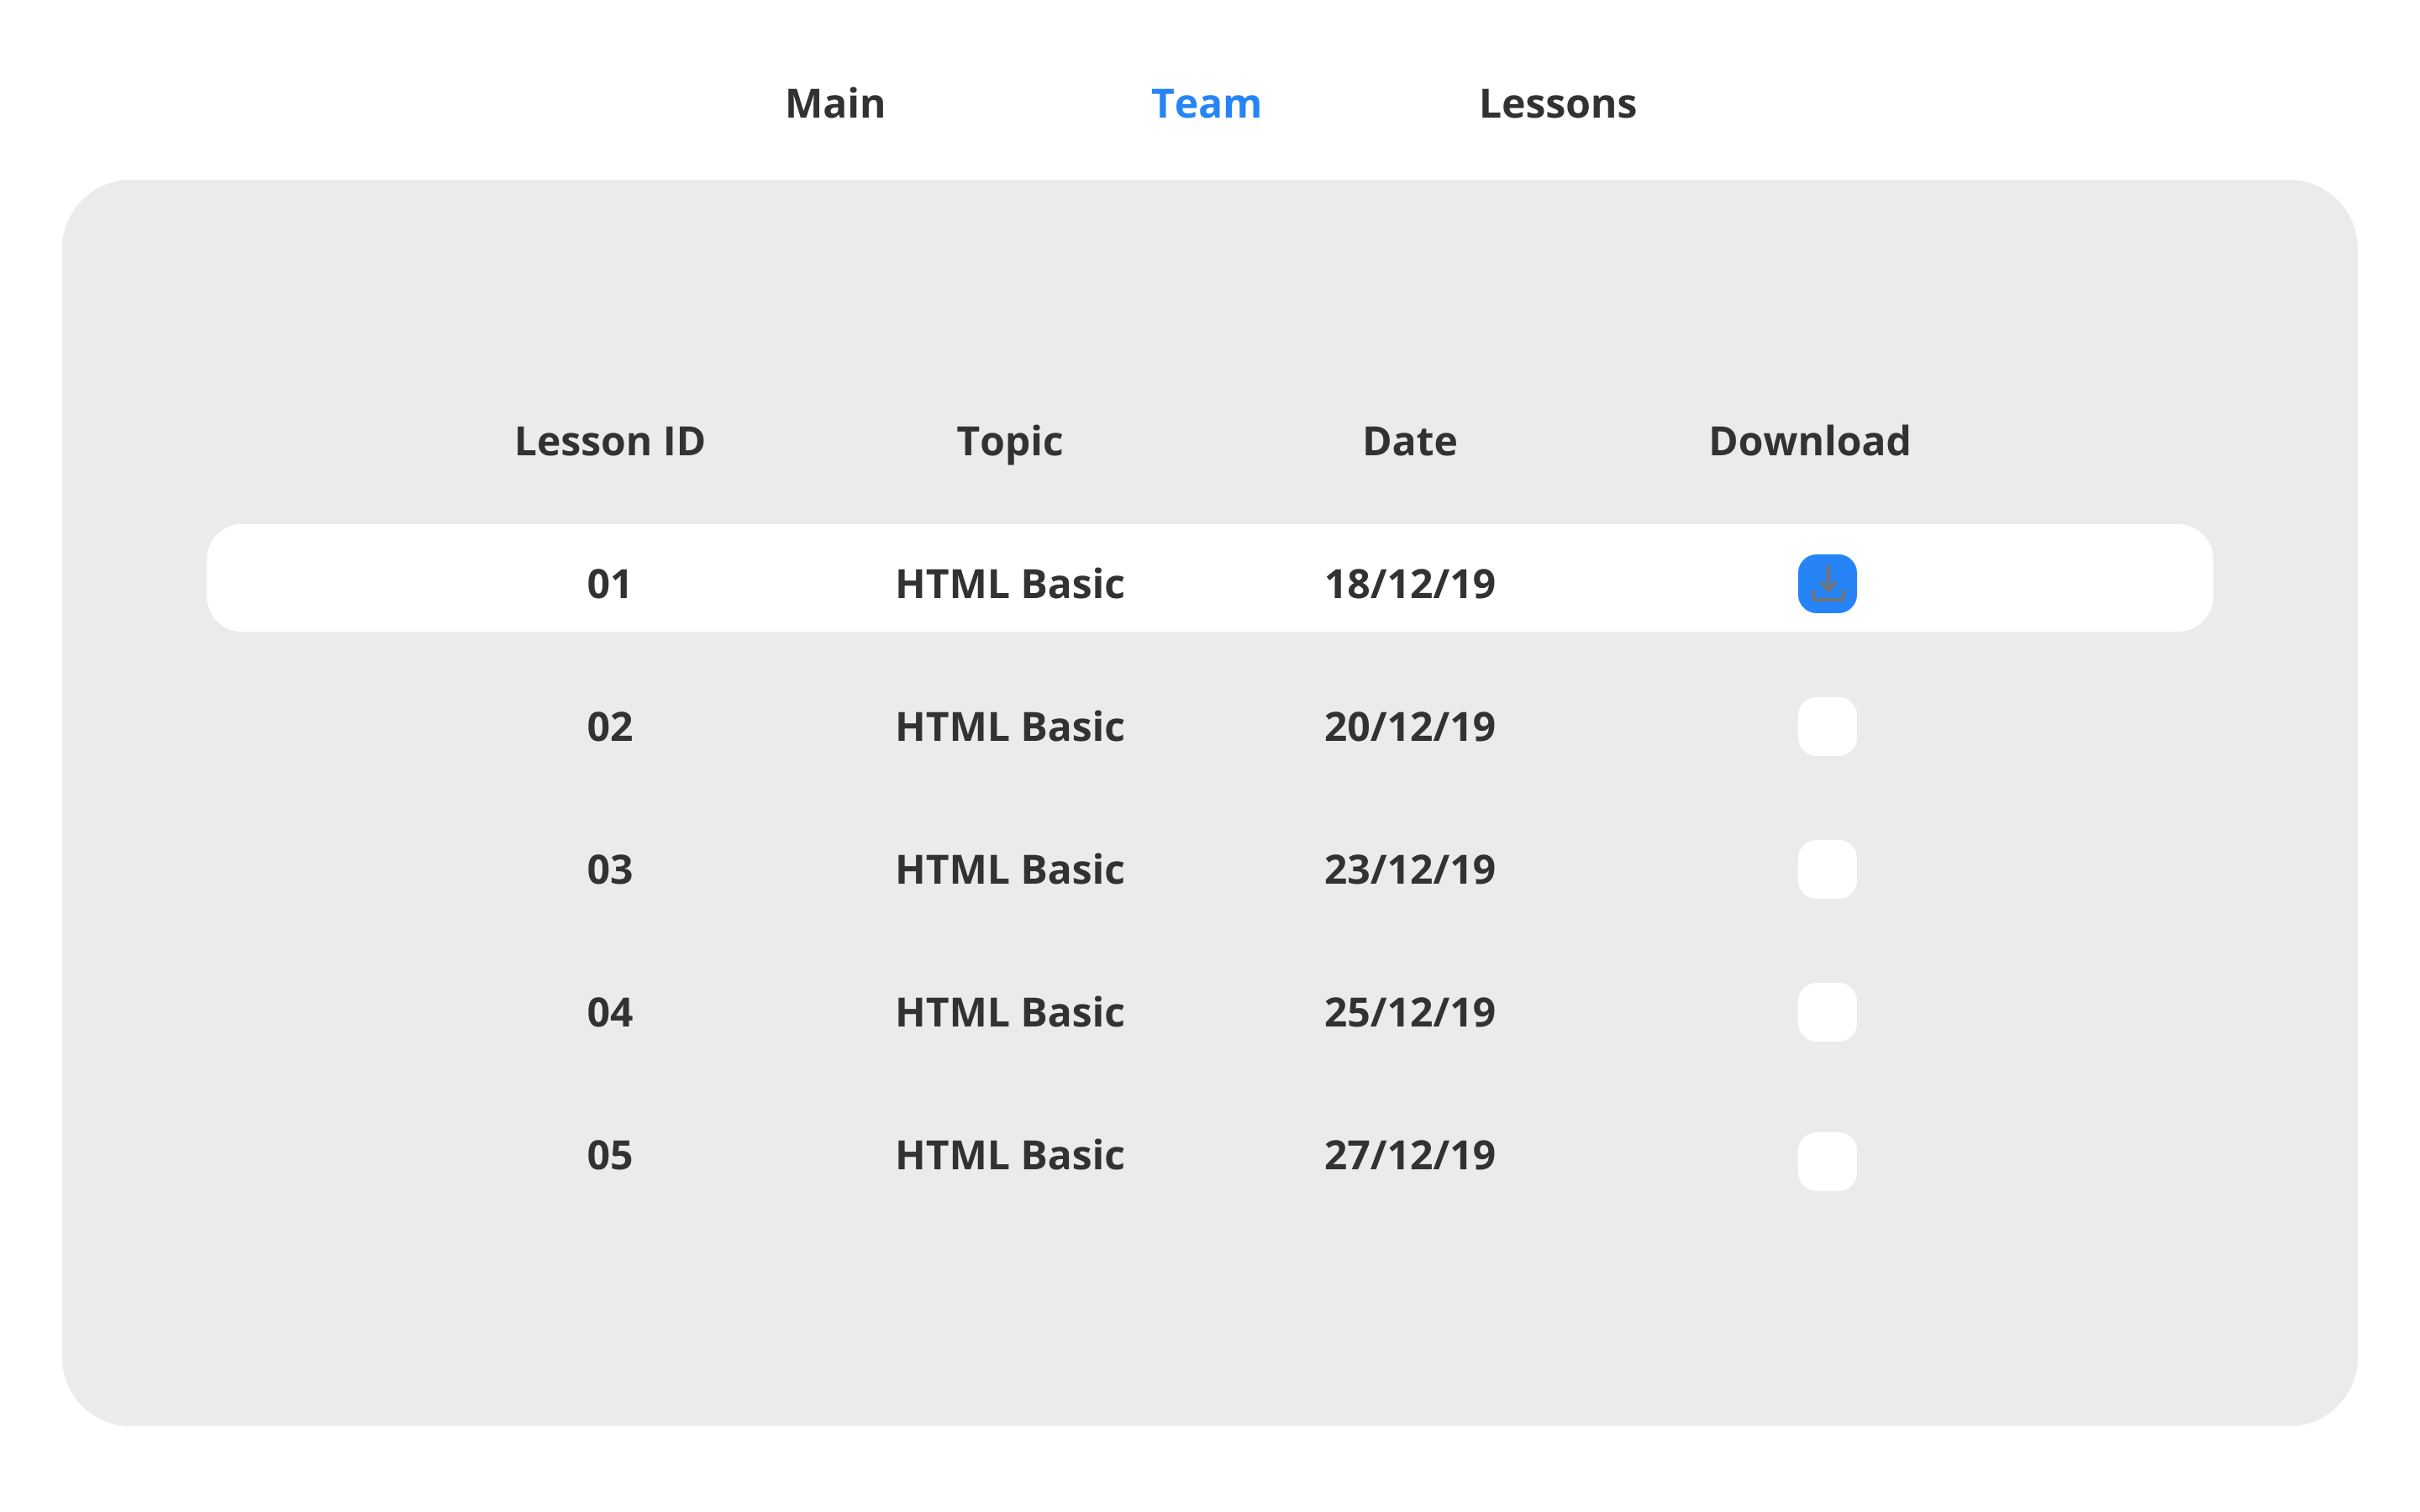 Main Team Lessons
Lesson ID Topic Date Download
01 HTML Basic 18/12/19
02 HTML Basic 20/12/19
03 HTML Basic 23/12/19
04 HTML Basic 25/12/19
05 HTML Basic 27/12/19